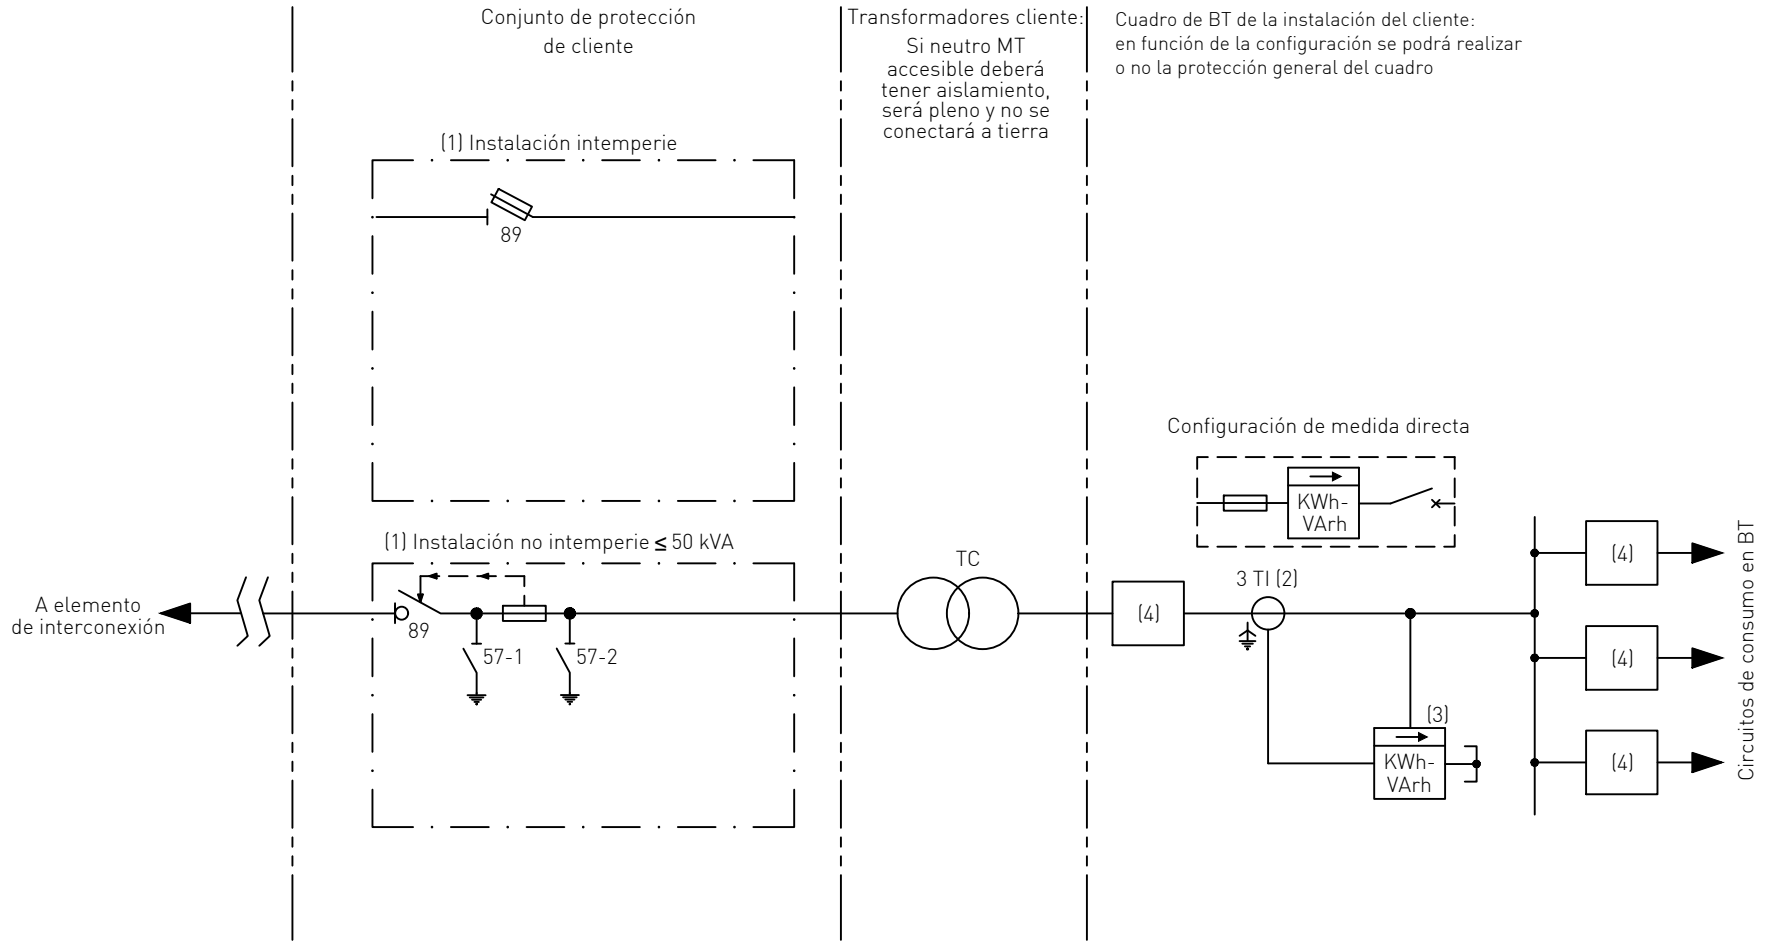 Conjunto de protección
de cliente
Transformadores cliente:
Si neutro MT
accesible deberá
tener aislamiento,
será pleno y no se
conectará a tierra
Cuadro de BT de la instalación del cliente:
en función de la configuración se podrá realizar
o no la protección general del cuadro
(1) Instalación intemperie
89
(1) Instalación no intemperie ≤ 50 kVA
89
57-1
57-2
A elemento
de interconexión
TC
Configuración de medida directa
KWh-
VArh
(4)
3 TI (2)
(3)
KWh-
VArh
(4)
(4)
(4)
Circuitos de consumo en BT